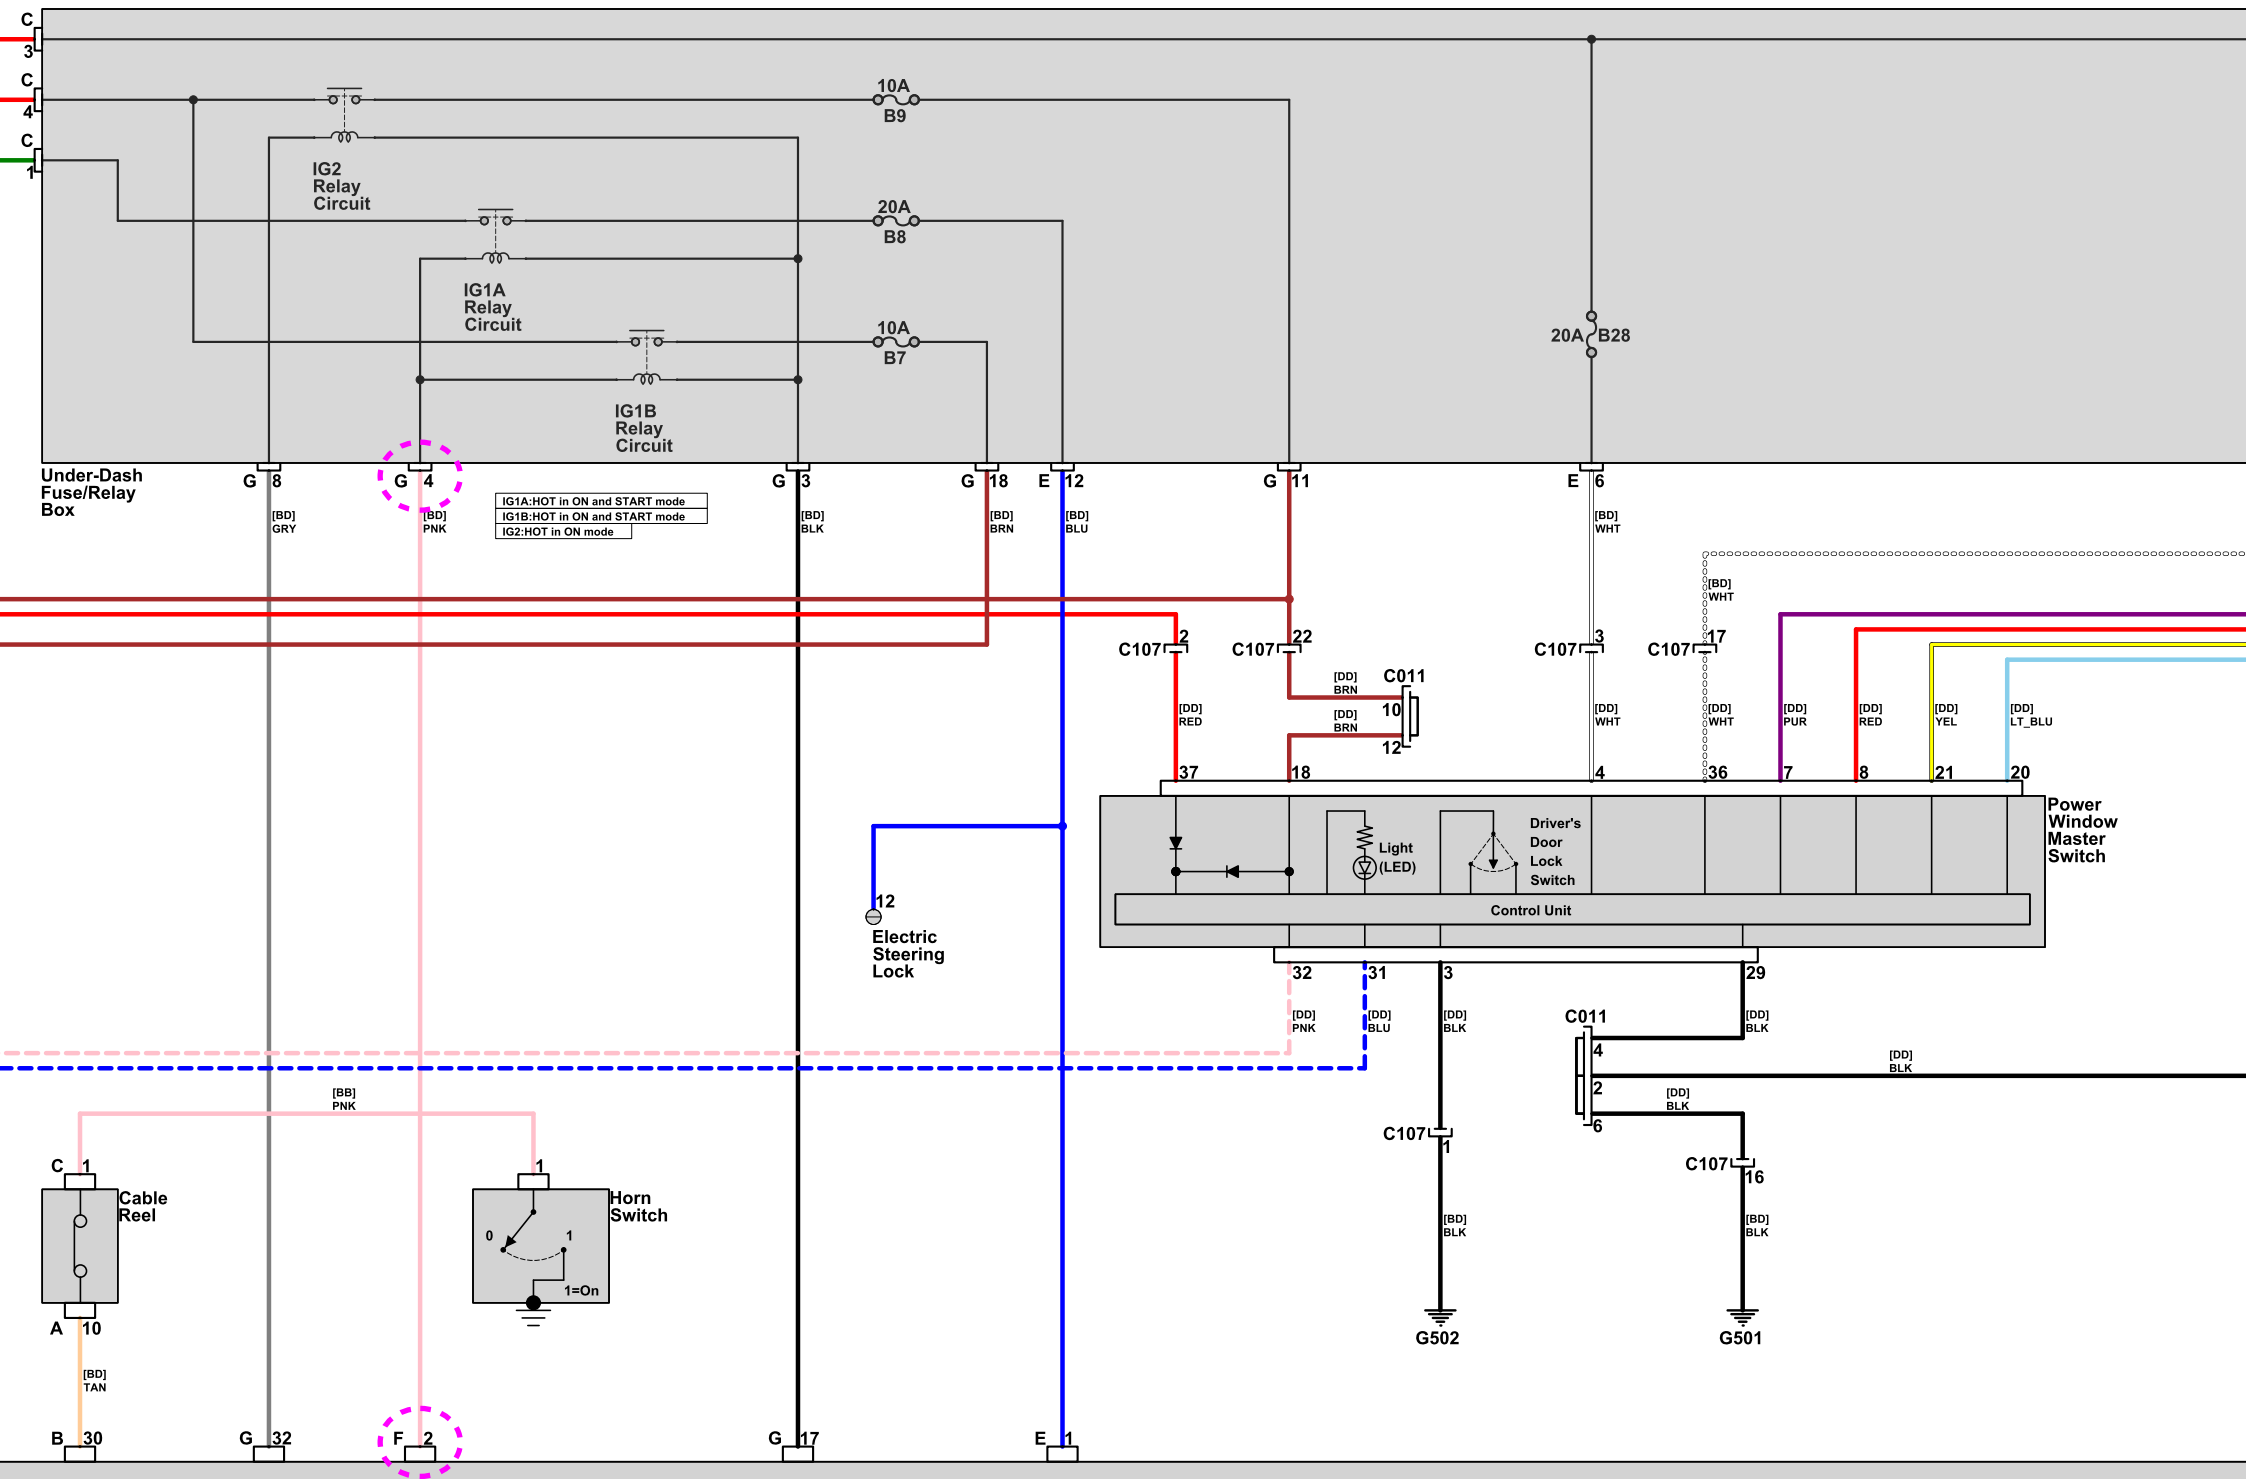 C
3
C
4
C
1
10A
B9
IG2
Relay
Circuit
20A
B8
IG1A
Relay
Circuit
10A
B7
IG1B
Relay
Circuit
20A B28
Under-Dash
Fuse/Relay
Box
G 8
G 4
G 3
G 18
E 12
G 11
E 6
[BD]
GRY
[BD]
PNK
IG1A:HOT in ON and START mode
IG1B:HOT in ON and START mode
IG2:HOT in ON mode
[BD]
BLK
[BD]
BRN
[BD]
BLU
[BD]
WHT
[BD]
WHT
C107 2
C107 22
C107 3
C107 17
[DD]
RED
[DD]
BRN
C011
10
[DD]
BRN
12
[DD]
WHT
[DD]
WHT
[DD]
PUR
[DD]
RED
[DD]
YEL
[DD]
LT_BLU
37
18
4
36
7
8
21
20
Power
Window
Master
Switch
Light
(LED)
Driver's
Door
Lock
Switch
Control Unit
12
Electric
Steering
Lock
32
31
3
29
[DD]
PNK
[DD]
BLU
[DD]
BLK
[DD]
BLK
C011
4
2
6
[DD]
BLK
[DD]
BLK
[BB]
PNK
C107
1
C107
16
C 1
Cable
Reel
A 10
1
Horn
Switch
0
1
1=On
[BD]
BLK
[BD]
BLK
G502
G501
[BD]
TAN
B 30
G 32
F 2
G 17
E 1